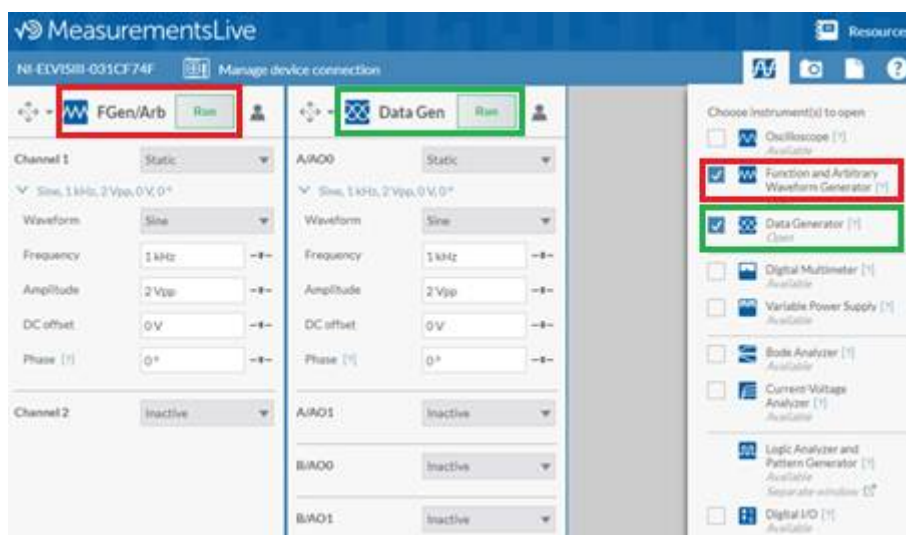 MeasurementsLive
Resource
NI-ELVISIII-031CF74F Manage device connection
FGen/Arb Run
Channel 1 Static
Sine, 1 kHz, 2 Vpp, 0 V, 0°
Waveform Sine
Frequency 1 kHz
Amplitude 2 Vpp
DC offset 0 V
Phase [?] 0°
Channel 2 Inactive
Data Gen Run
A/AO0 Static
Sine, 1 kHz, 2 Vpp, 0 V, 0°
Waveform Sine
Frequency 1 kHz
Amplitude 2 Vpp
DC offset 0 V
Phase [?] 0°
A/AO1 Inactive
B/AO0 Inactive
B/AO1 Inactive
Choose instrument(s) to open
Oscilloscope [?]
Available
Function and Arbitrary
Waveform Generator [?]
Data Generator [?]
Open
Digital Multimeter [?]
Available
Variable Power Supply [?]
Available
Bode Analyzer [?]
Available
Current-Voltage
Analyzer [?]
Available
Logic Analyzer and
Pattern Generator [?]
Available
Separate window
Digital I/O [?]
Available